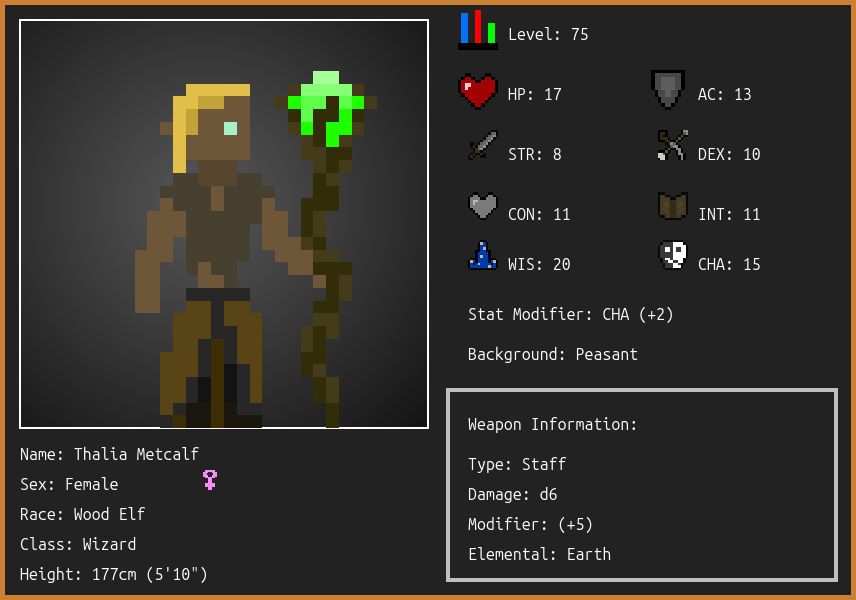 Level: 75
HP: 17
AC: 13
STR: 8
DEX: 10
CON: 11
INT: 11
WIS: 20
CHA: 15
Stat Modifier: CHA (+2)
Background: Peasant
Name: Thalia Metcalf
Sex: Female
Race: Wood Elf
Class: Wizard
Height: 177cm (5'10")
Weapon Information:
Type: Staff
Damage: d6
Modifier: (+5)
Elemental: Earth